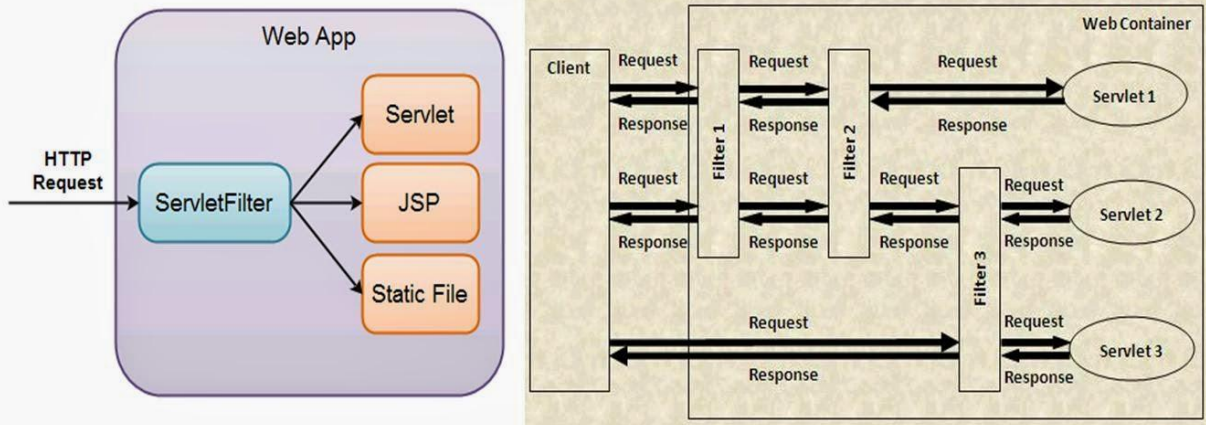 Web App
HTTP
Request
ServletFilter
Servlet
JSP
Static File
Web Container
Client
Request
Request
Request
Response
Response
Response
Filter 1
Filter 2
Servlet 1
Request
Request
Request
Request
Response
Response
Response
Response
Servlet 2
Filter 3
Request
Request
Response
Response
Servlet 3